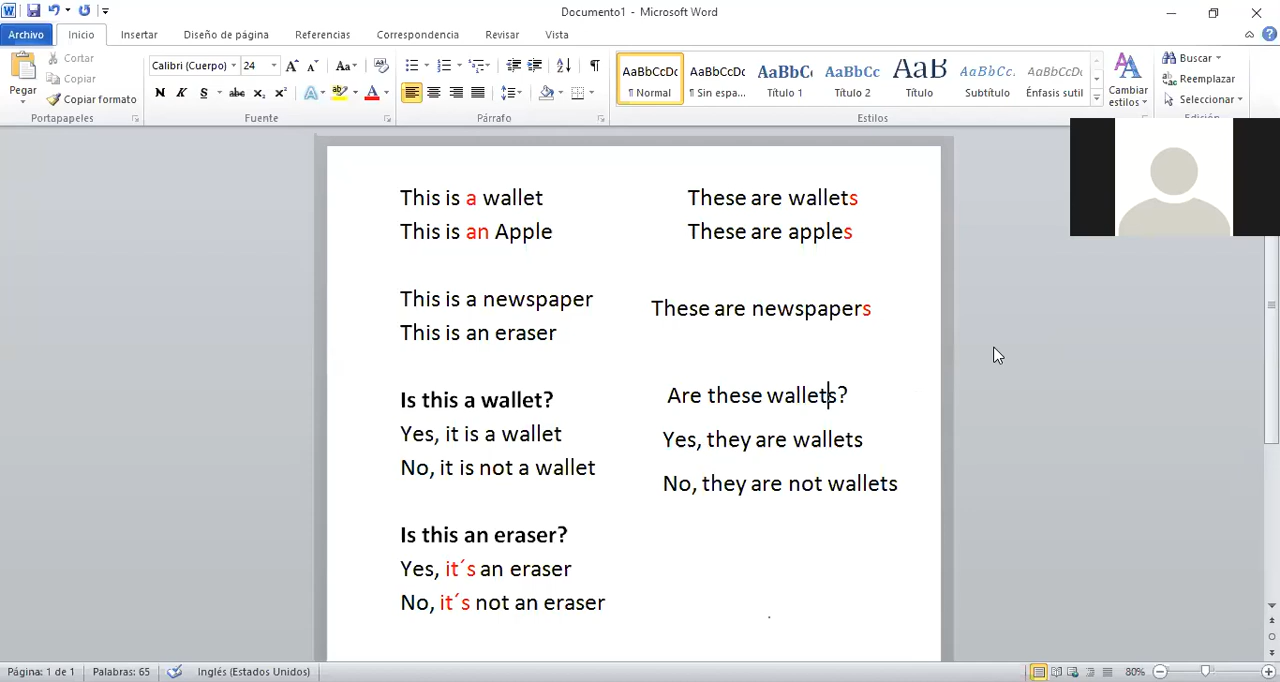 Documento1 - Microsoft Word
Archivo Inicio Insertar Diseño de página Referencias Correspondencia Revisar Vista
Pegar
Cortar
Copiar
Copiar formato
Portapapeles
Calibri (Cuerpo) 24
N K S abc x₂ x²
Fuente
Párrafo
AaBbCcDc AaBbCcDc AaBbC AaBbCc AaB AaBbCc. AaBbCcDc
¶ Normal ¶ Sin espa... Título 1 Título 2 Título Subtítulo Énfasis sutil
Cambiar estilos
Estilos
Buscar
Reemplazar
Seleccionar
Edición
This is a wallet
This is an Apple
These are wallets
These are apples
This is a newspaper
This is an eraser
These are newspapers
Is this a wallet?
Yes, it is a wallet
No, it is not a wallet
Are these wallets?
Yes, they are wallets
No, they are not wallets
Is this an eraser?
Yes, it´s an eraser
No, it´s not an eraser
Página: 1 de 1 Palabras: 65 Inglés (Estados Unidos) 80%